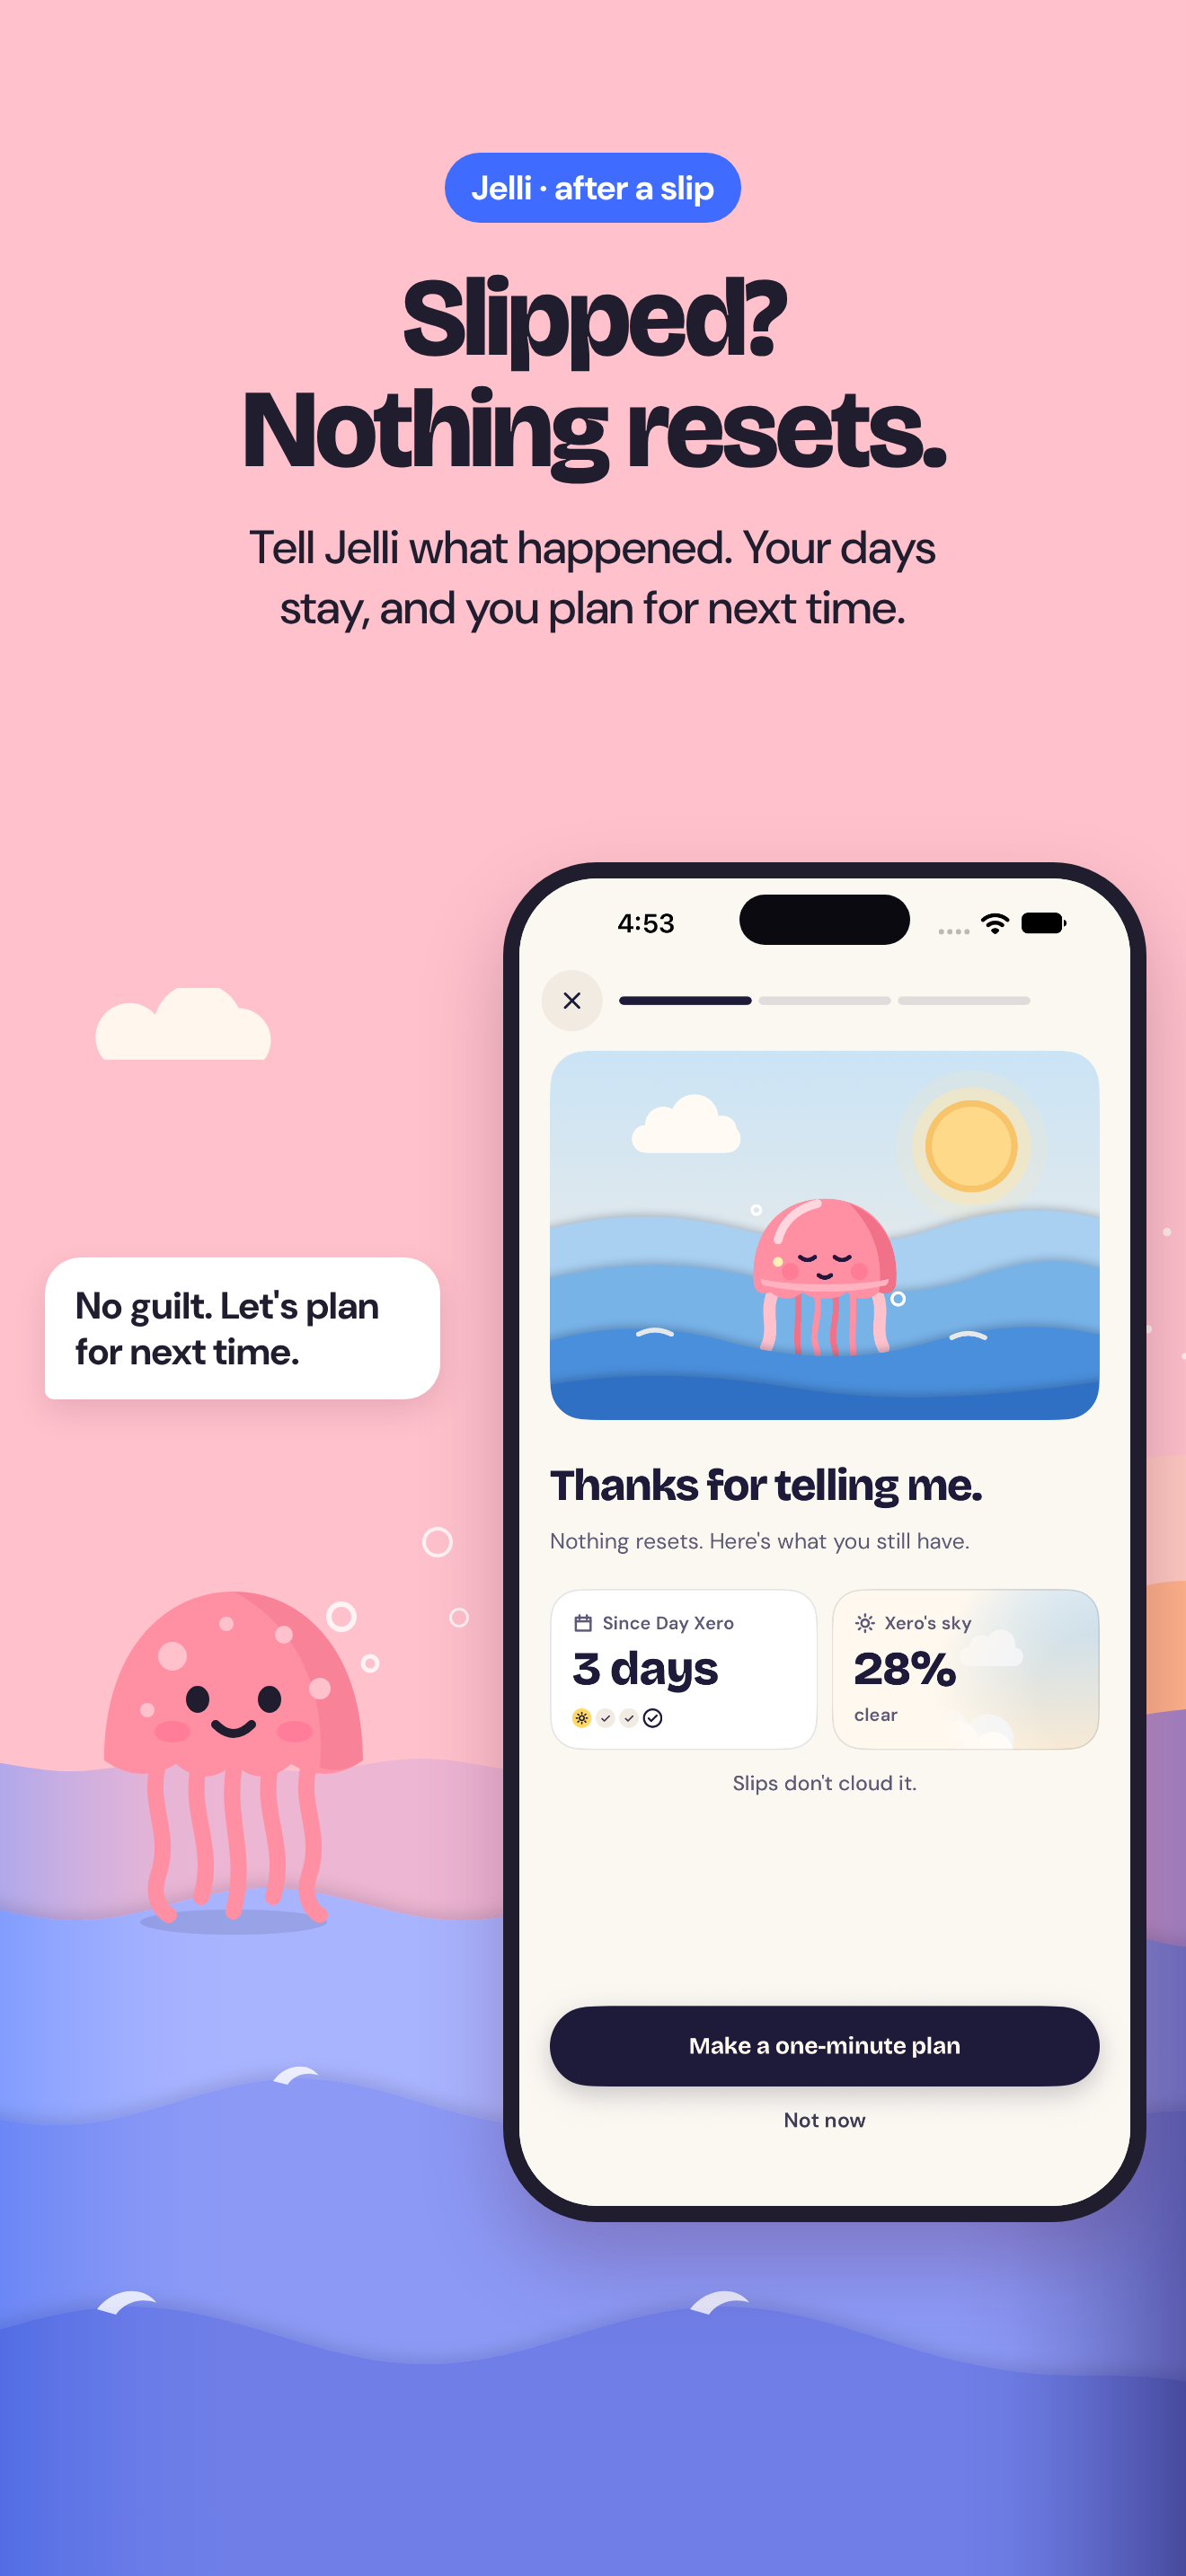 Jelli · after a slip
Slipped?
Nothing resets.
Tell Jelli what happened. Your days
stay, and you plan for next time.
4:53
No guilt. Let's plan
for next time.
Thanks for telling me.
Nothing resets. Here's what you still have.
Since Day Xero
3 days
Xero's sky
28%
clear
Slips don't cloud it.
Make a one-minute plan
Not now